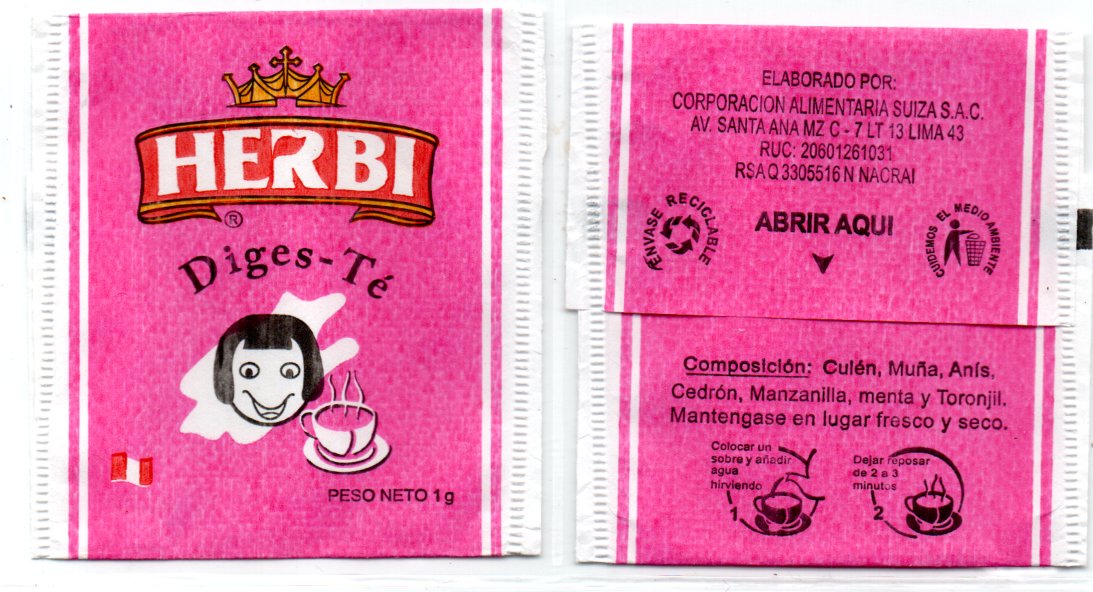 HERBI
®
Diges-Té
PESO NETO 1 g
ELABORADO POR:
CORPORACION ALIMENTARIA SUIZA S.A.C.
AV. SANTA ANA MZ C - 7 LT 13 LIMA 43
RUC: 20601261031
RSA Q 3305516 N NACRAI
ENVASE RECICLABLE
ABRIR AQUI
CUIDEMOS EL MEDIO AMBIENTE
Composición: Culén, Muña, Anís,
Cedrón, Manzanilla, menta y Toronjil.
Mantengase en lugar fresco y seco.
Colocar un
sobre y añadir
agua
hirviendo
1
Dejar reposar
de 2 a 3
minutos
2